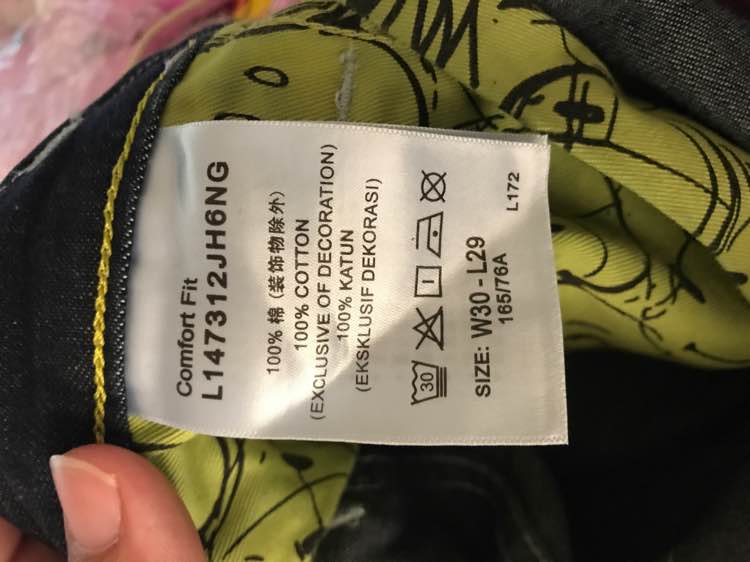 Comfort Fit
L147312JH6NG
100% 棉 (装饰物除外)
100% COTTON
(EXCLUSIVE OF DECORATION)
100% KATUN
(EKSKLUSIF DEKORASI)
30
SIZE: W30 - L29
165/76A
L172